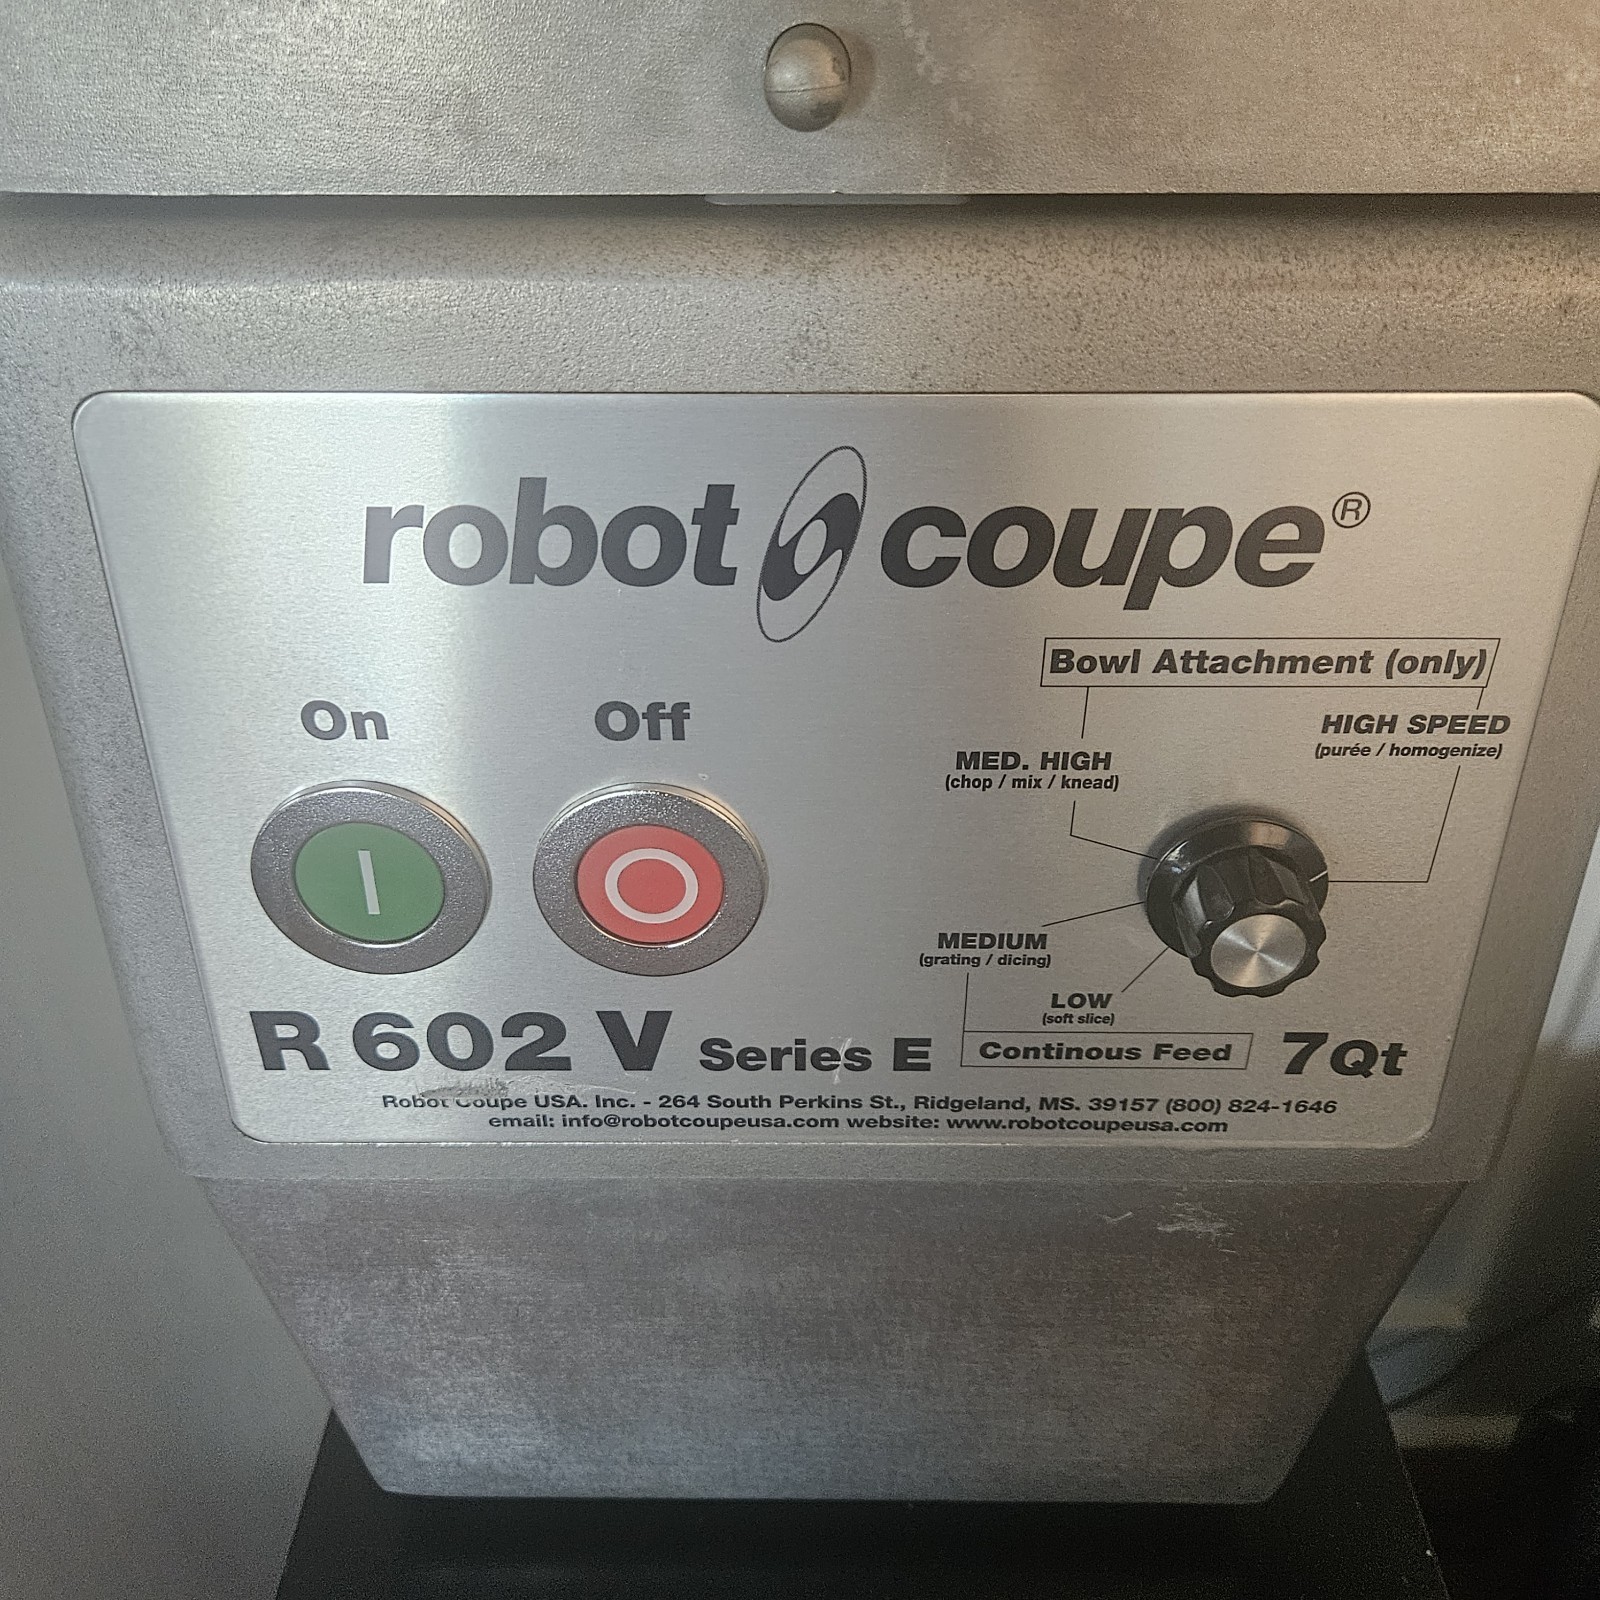 robot coupe®
Bowl Attachment (only)
On
Off
HIGH SPEED
(purée / homogenize)
MED. HIGH
(chop / mix / knead)
MEDIUM
(grating / dicing)
LOW
(soft slice)
R 602 V Series E
Continous Feed
7Qt
Robot Coupe USA. Inc. - 264 South Perkins St., Ridgeland, MS. 39157 (800) 824-1646
email: info@robotcoupeusa.com website: www.robotcoupeusa.com